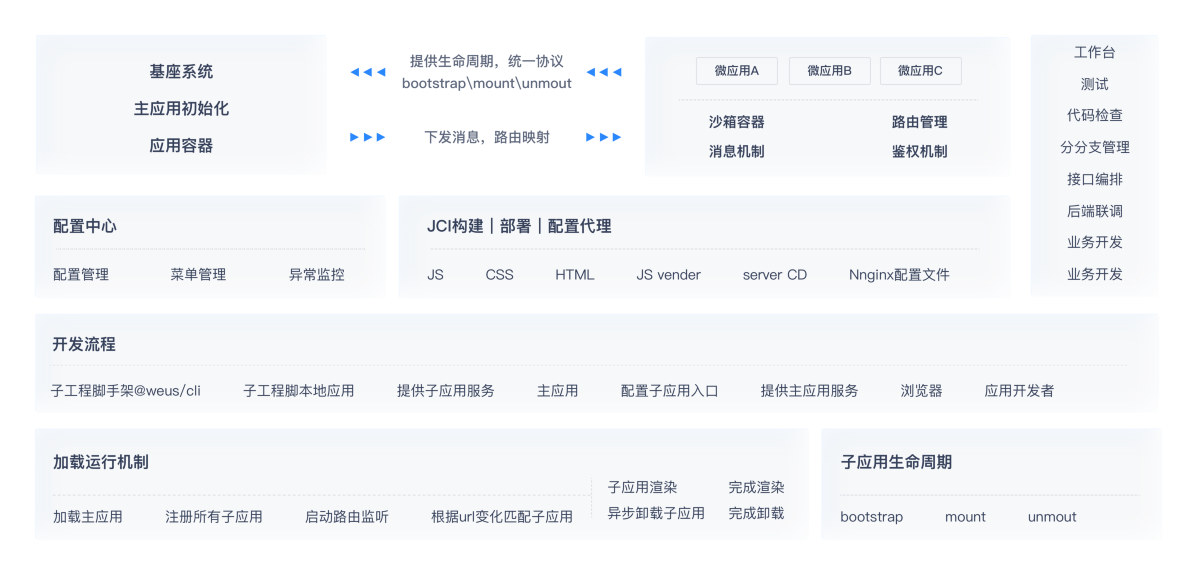 基座系统
主应用初始化
应用容器
提供生命周期，统一协议
bootstrap\mount\unmout
下发消息，路由映射
微应用A 微应用B 微应用C
沙箱容器 路由管理
消息机制 鉴权机制
工作台
测试
代码检查
分分支管理
接口编排
后端联调
业务开发
业务开发
配置中心
配置管理 菜单管理 异常监控
JCI构建｜部署｜配置代理
JS CSS HTML JS vender server CD Nnginx配置文件
开发流程
子工程脚手架@weus/cli 子工程脚本地应用 提供子应用服务 主应用 配置子应用入口 提供主应用服务 浏览器 应用开发者
加载运行机制
加载主应用 注册所有子应用 启动路由监听 根据url变化匹配子应用
子应用渲染 完成渲染
异步卸载子应用 完成卸载
子应用生命周期
bootstrap mount unmout